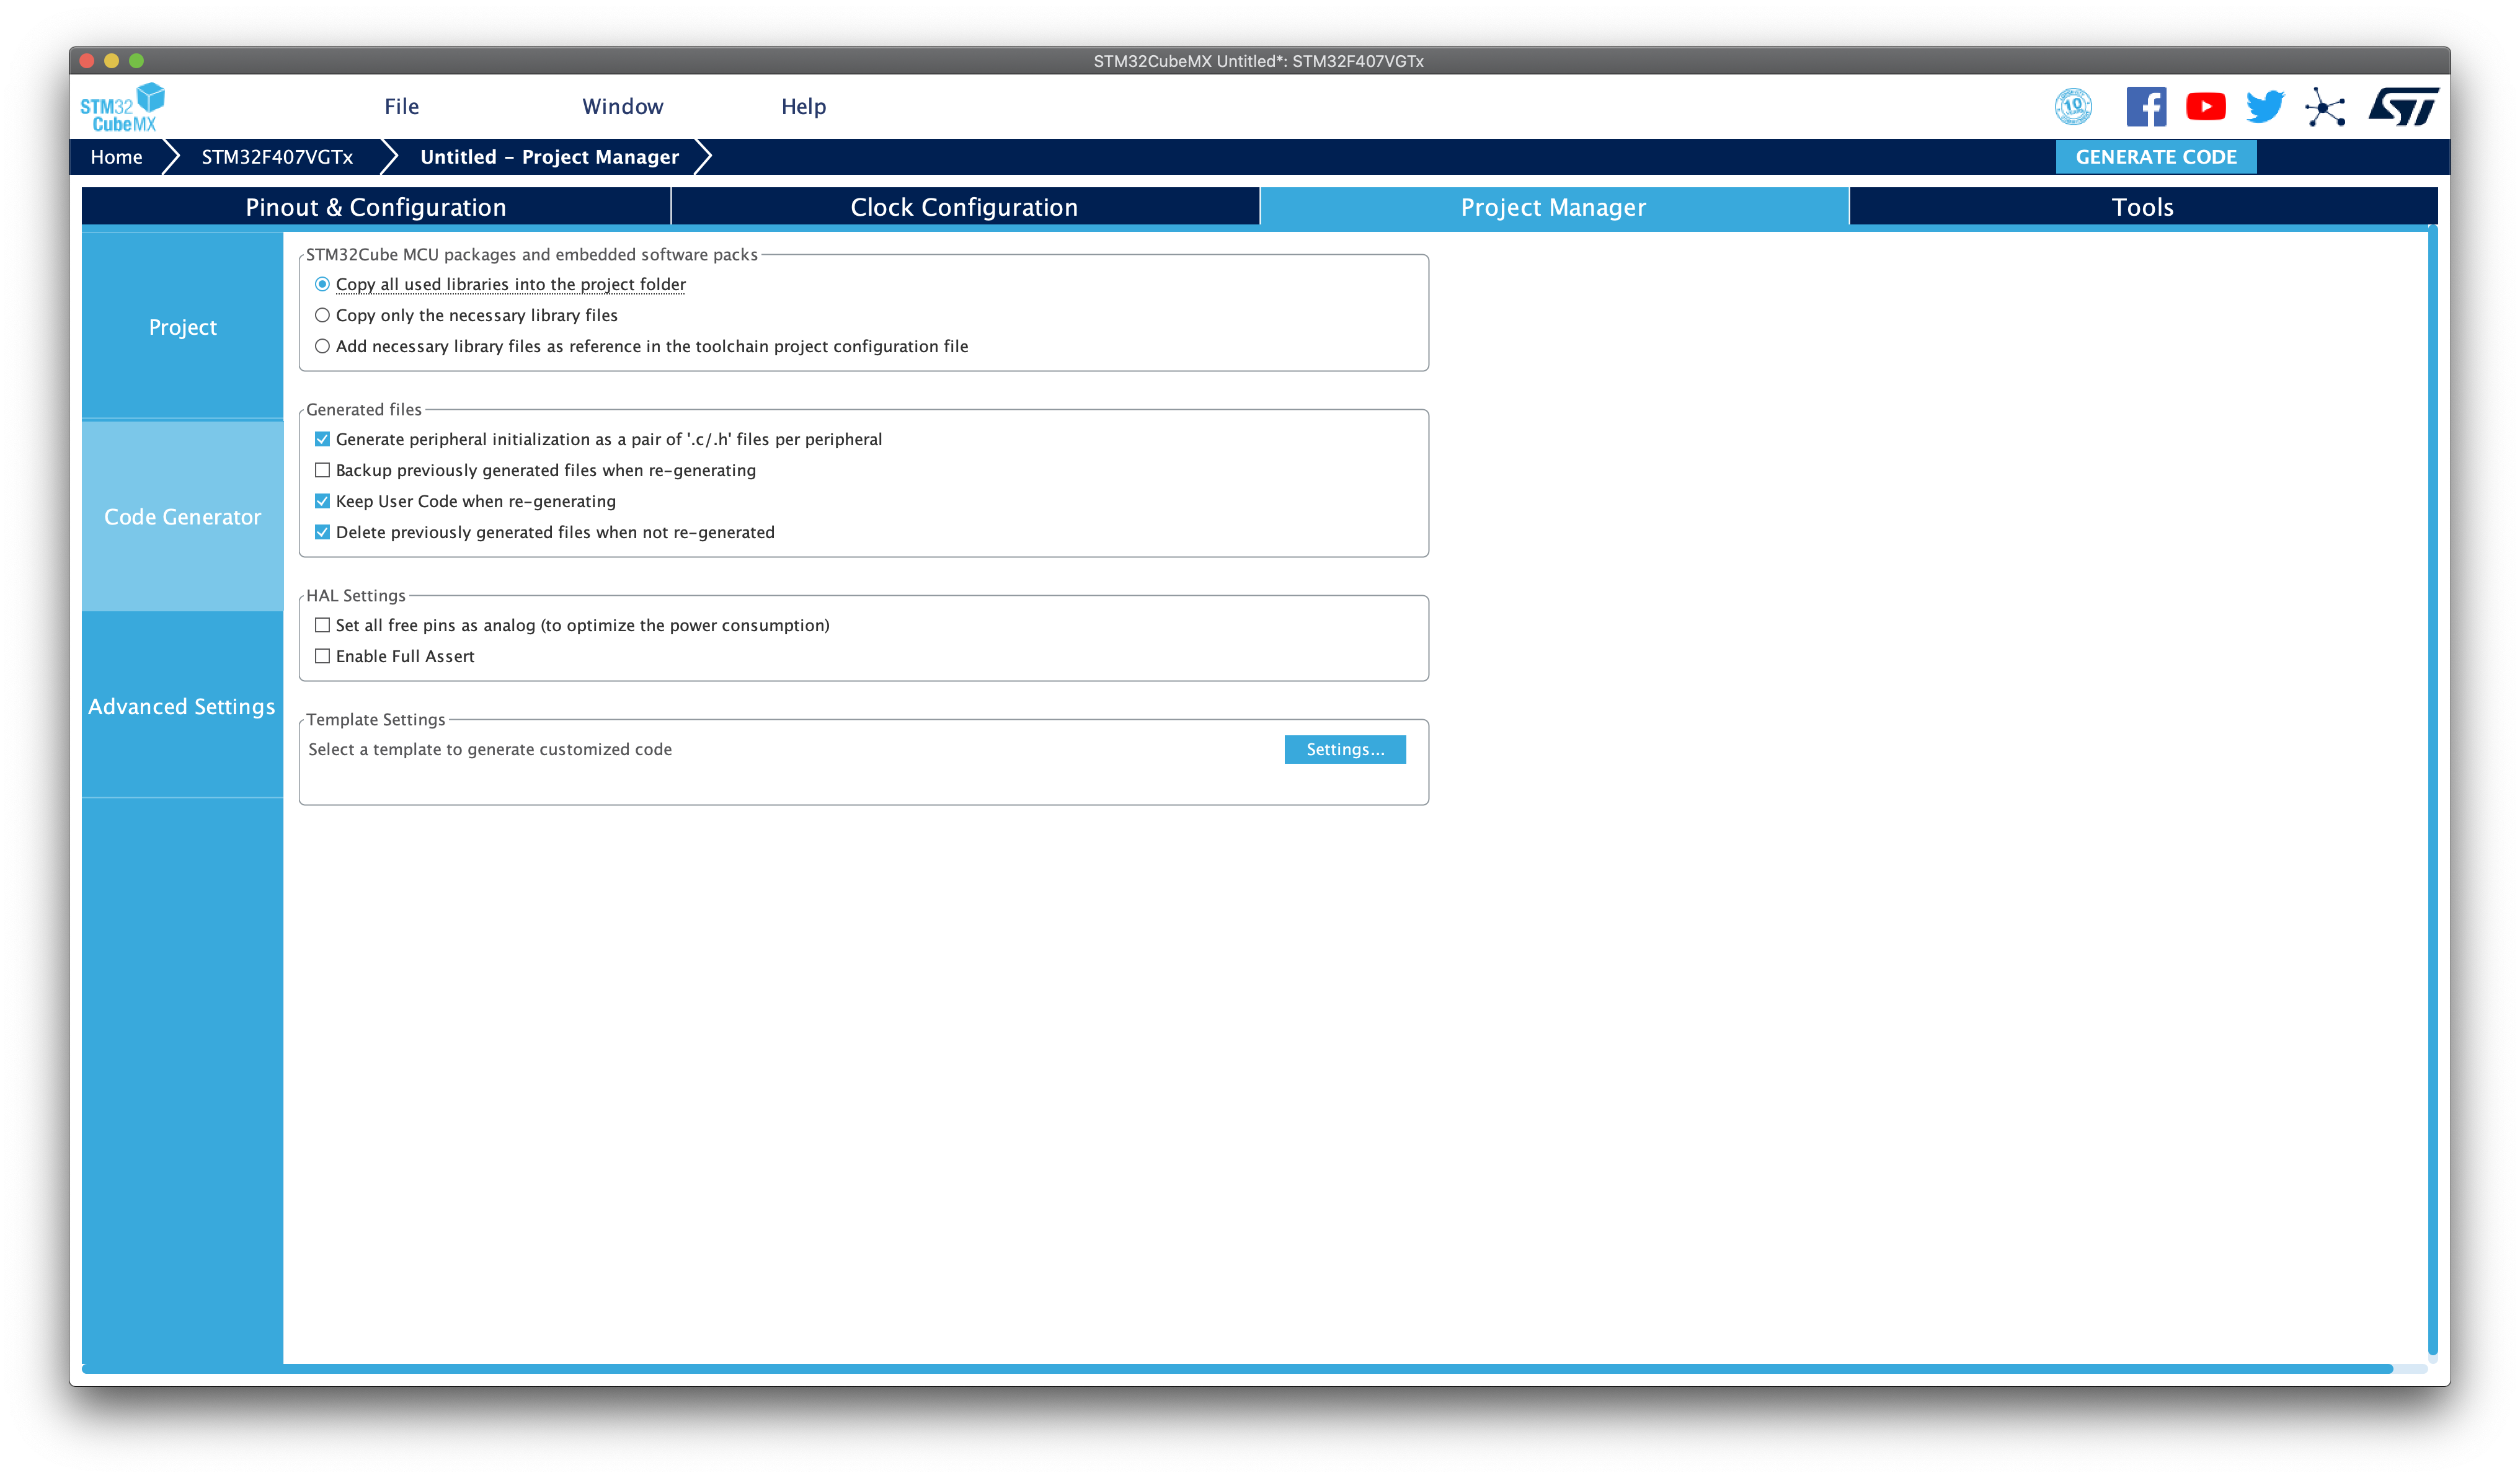 STM32CubeMX Untitled*: STM32F407VGTx
STM32
CubeMX
File
Window
Help
10
ST
Home
STM32F407VGTx
Untitled – Project Manager
GENERATE CODE
Pinout & Configuration
Clock Configuration
Project Manager
Tools
Project
Code Generator
Advanced Settings
STM32Cube MCU packages and embedded software packs
Copy all used libraries into the project folder
Copy only the necessary library files
Add necessary library files as reference in the toolchain project configuration file
Generated files
Generate peripheral initialization as a pair of '.c/.h' files per peripheral
Backup previously generated files when re-generating
Keep User Code when re-generating
Delete previously generated files when not re-generated
HAL Settings
Set all free pins as analog (to optimize the power consumption)
Enable Full Assert
Template Settings
Select a template to generate customized code
Settings...